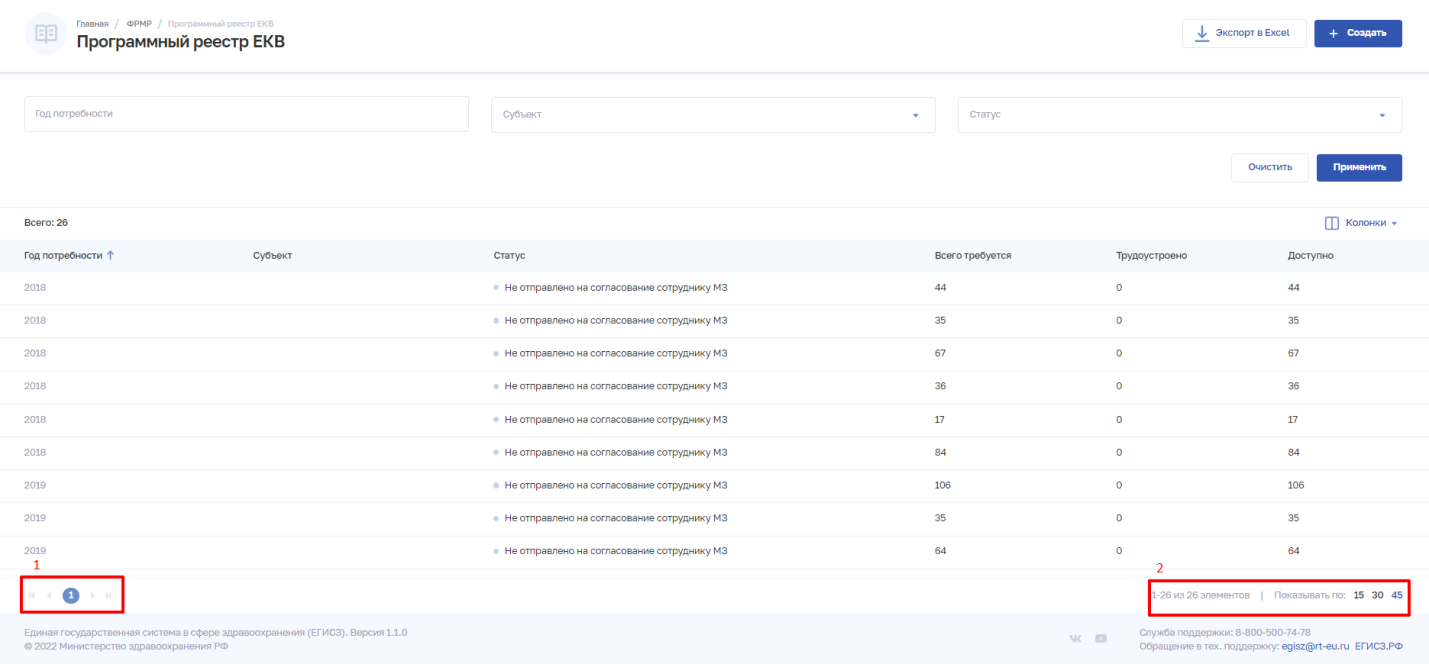 Главная / ФРМР / Программный реестр ЕКВ
Программный реестр ЕКВ
Экспорт в Excel
+ Создать
Год потребности
Субъект
Статус
Очистить
Применить
Всего: 26
Колонки
Год потребности ↑ Субъект Статус Всего требуется Трудоустроено Доступно
2018 Не отправлено на согласование сотруднику МЗ 44 0 44
2018 Не отправлено на согласование сотруднику МЗ 35 0 35
2018 Не отправлено на согласование сотруднику МЗ 67 0 67
2018 Не отправлено на согласование сотруднику МЗ 36 0 36
2018 Не отправлено на согласование сотруднику МЗ 17 0 17
2018 Не отправлено на согласование сотруднику МЗ 84 0 84
2019 Не отправлено на согласование сотруднику МЗ 106 0 106
2019 Не отправлено на согласование сотруднику МЗ 35 0 35
2019 Не отправлено на согласование сотруднику МЗ 64 0 64
1
2
1
1-26 из 26 элементов | Показывать по: 15 30 45
Единая государственная система в сфере здравоохранения (ЕГИСЗ). Версия 1.1.0
© 2022 Министерство здравоохранения РФ
Служба поддержки: 8-800-500-74-78
Обращение в тех. поддержку: egisz@rt-eu.ru ЕГИСЗ.РФ